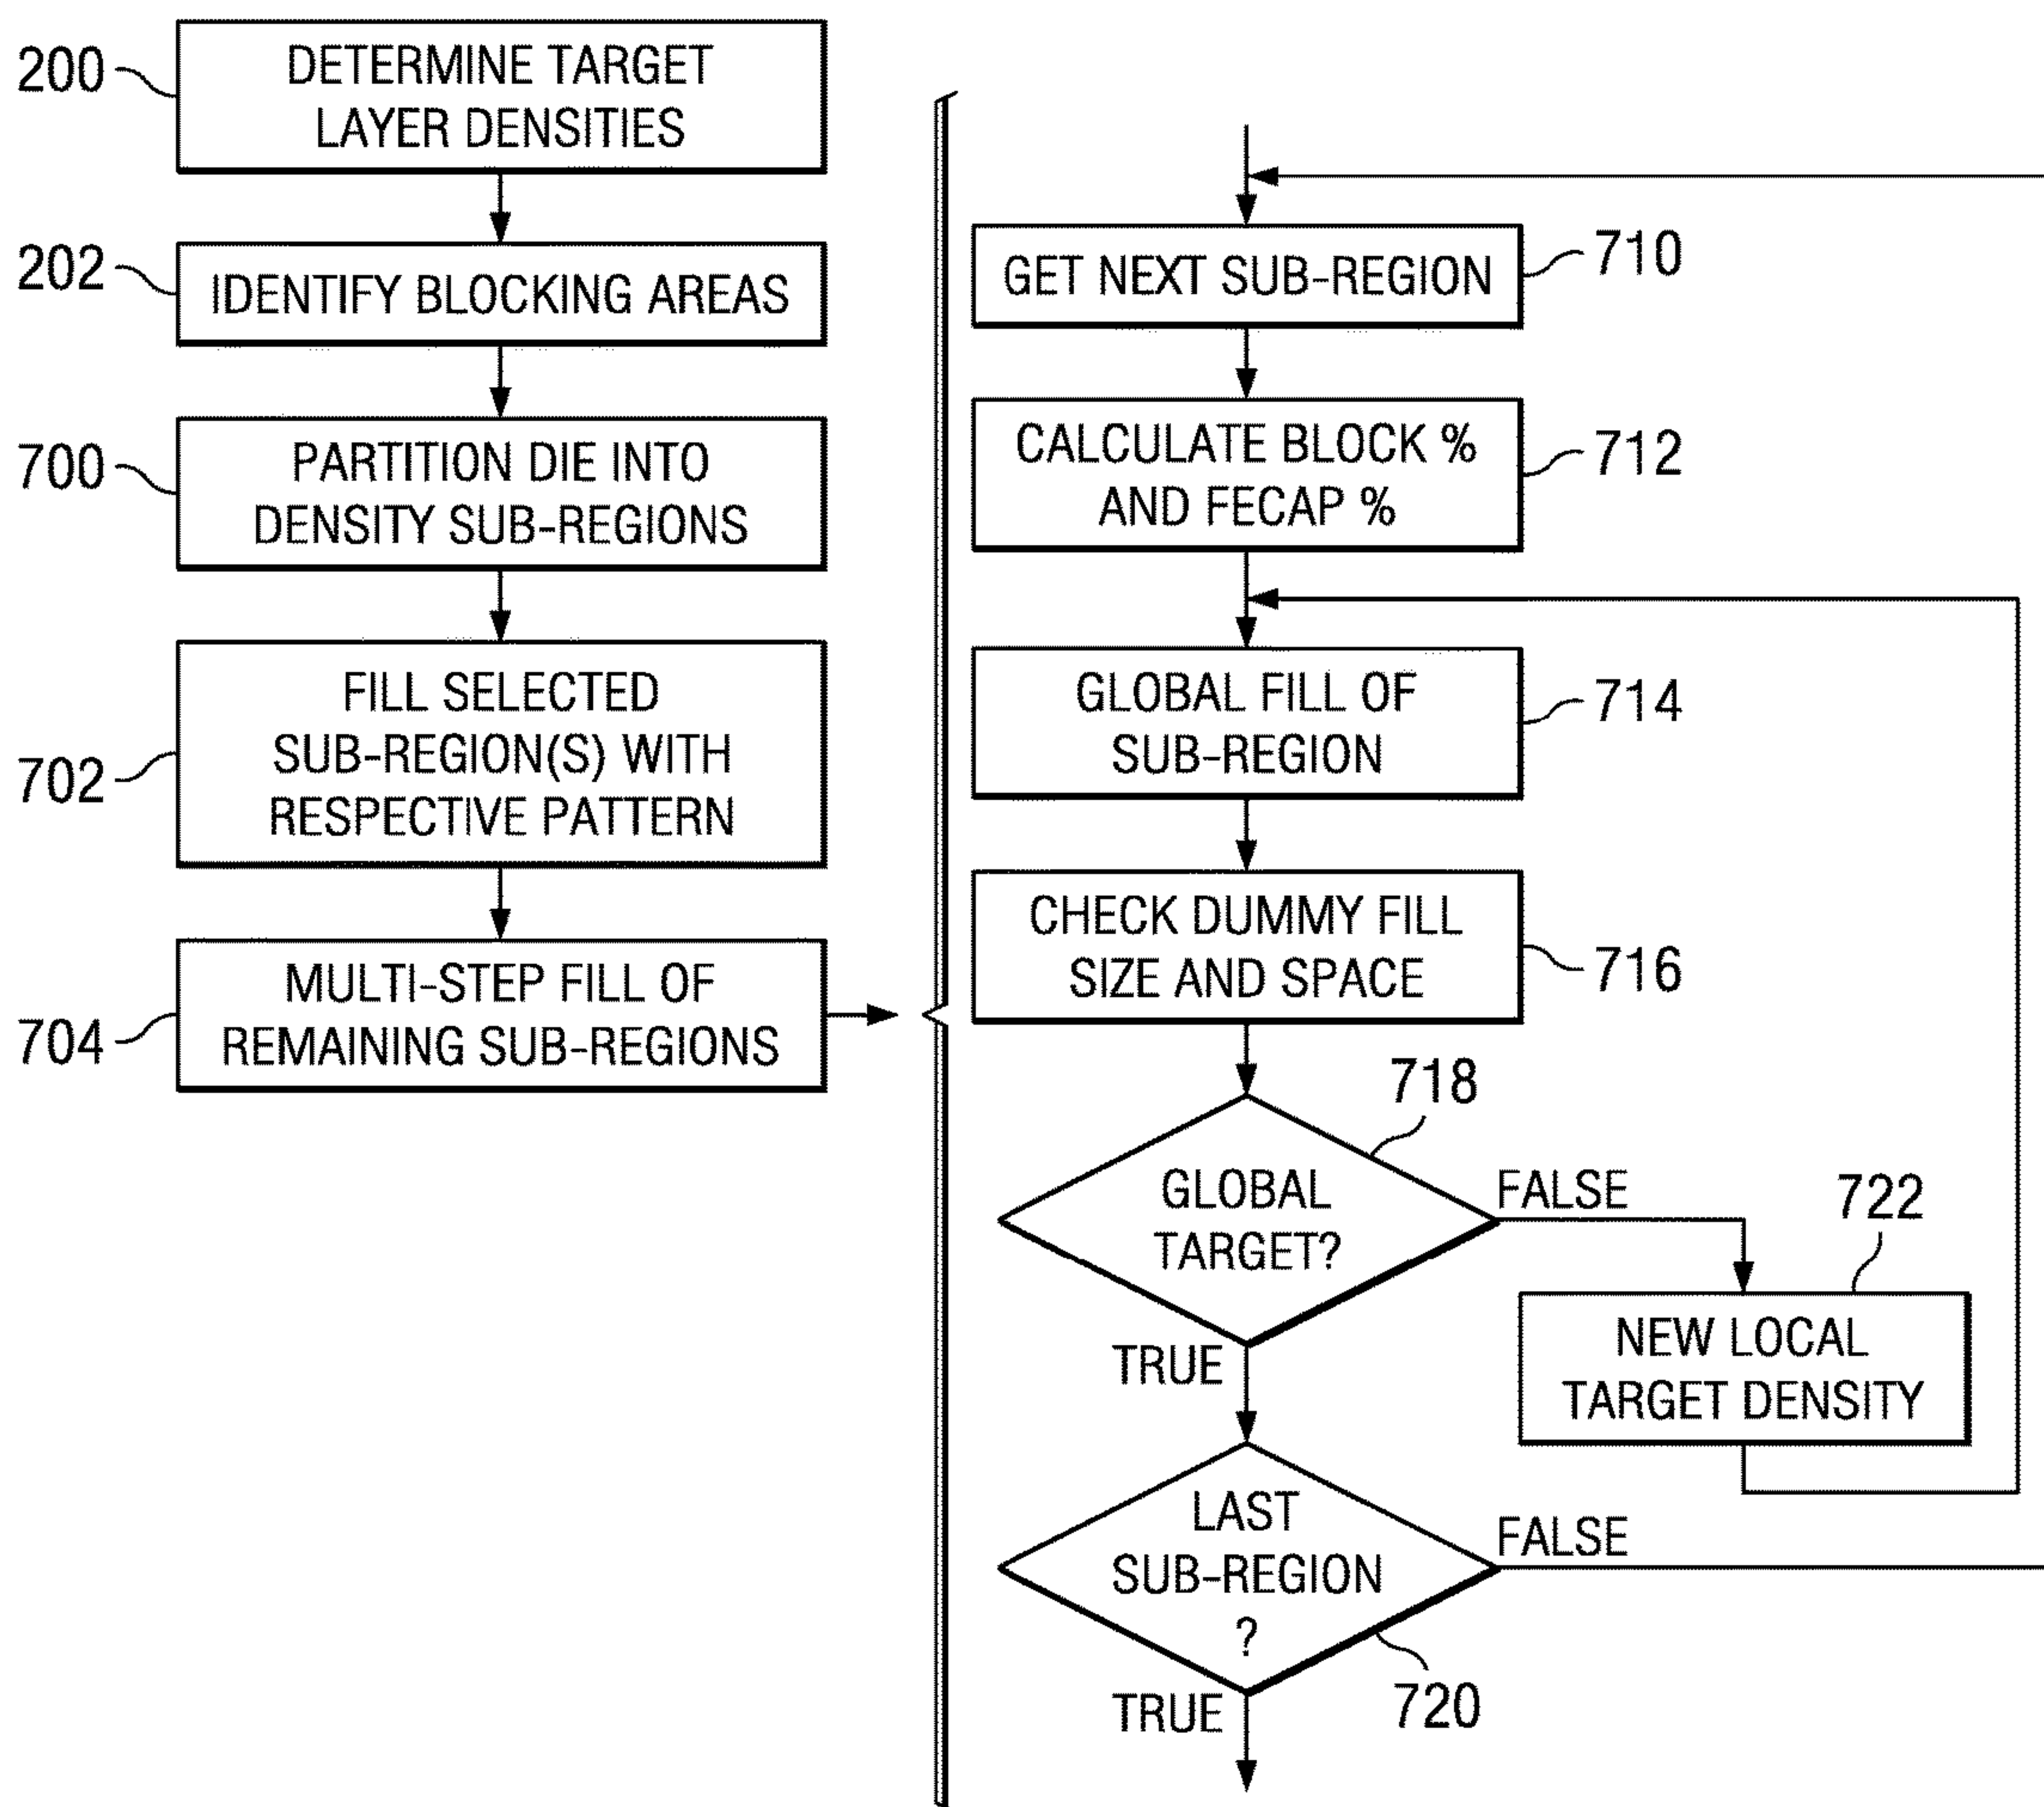 200
DETERMINE TARGET
LAYER DENSITIES
202
IDENTIFY BLOCKING AREAS
700
PARTITION DIE INTO
DENSITY SUB-REGIONS
702
FILL SELECTED
SUB-REGION(S) WITH
RESPECTIVE PATTERN
704
MULTI-STEP FILL OF
REMAINING SUB-REGIONS
GET NEXT SUB-REGION
710
CALCULATE BLOCK %
AND FECAP %
712
GLOBAL FILL OF
SUB-REGION
714
CHECK DUMMY FILL
SIZE AND SPACE
716
718
GLOBAL
TARGET?
FALSE
TRUE
722
NEW LOCAL
TARGET DENSITY
LAST
SUB-REGION
?
FALSE
720
TRUE